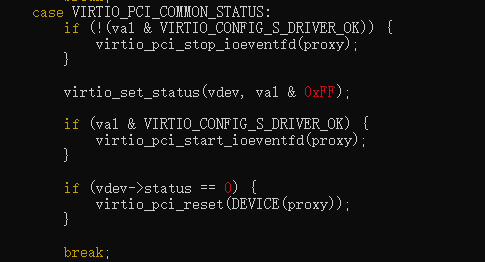 case VIRTIO_PCI_COMMON_STATUS:
if (!(val & VIRTIO_CONFIG_S_DRIVER_OK)) {
virtio_pci_stop_ioeventfd(proxy);
}
virtio_set_status(vdev, val & 0xFF);
if (val & VIRTIO_CONFIG_S_DRIVER_OK) {
virtio_pci_start_ioeventfd(proxy);
}
if (vdev->status == 0) {
virtio_pci_reset(DEVICE(proxy));
}
break;